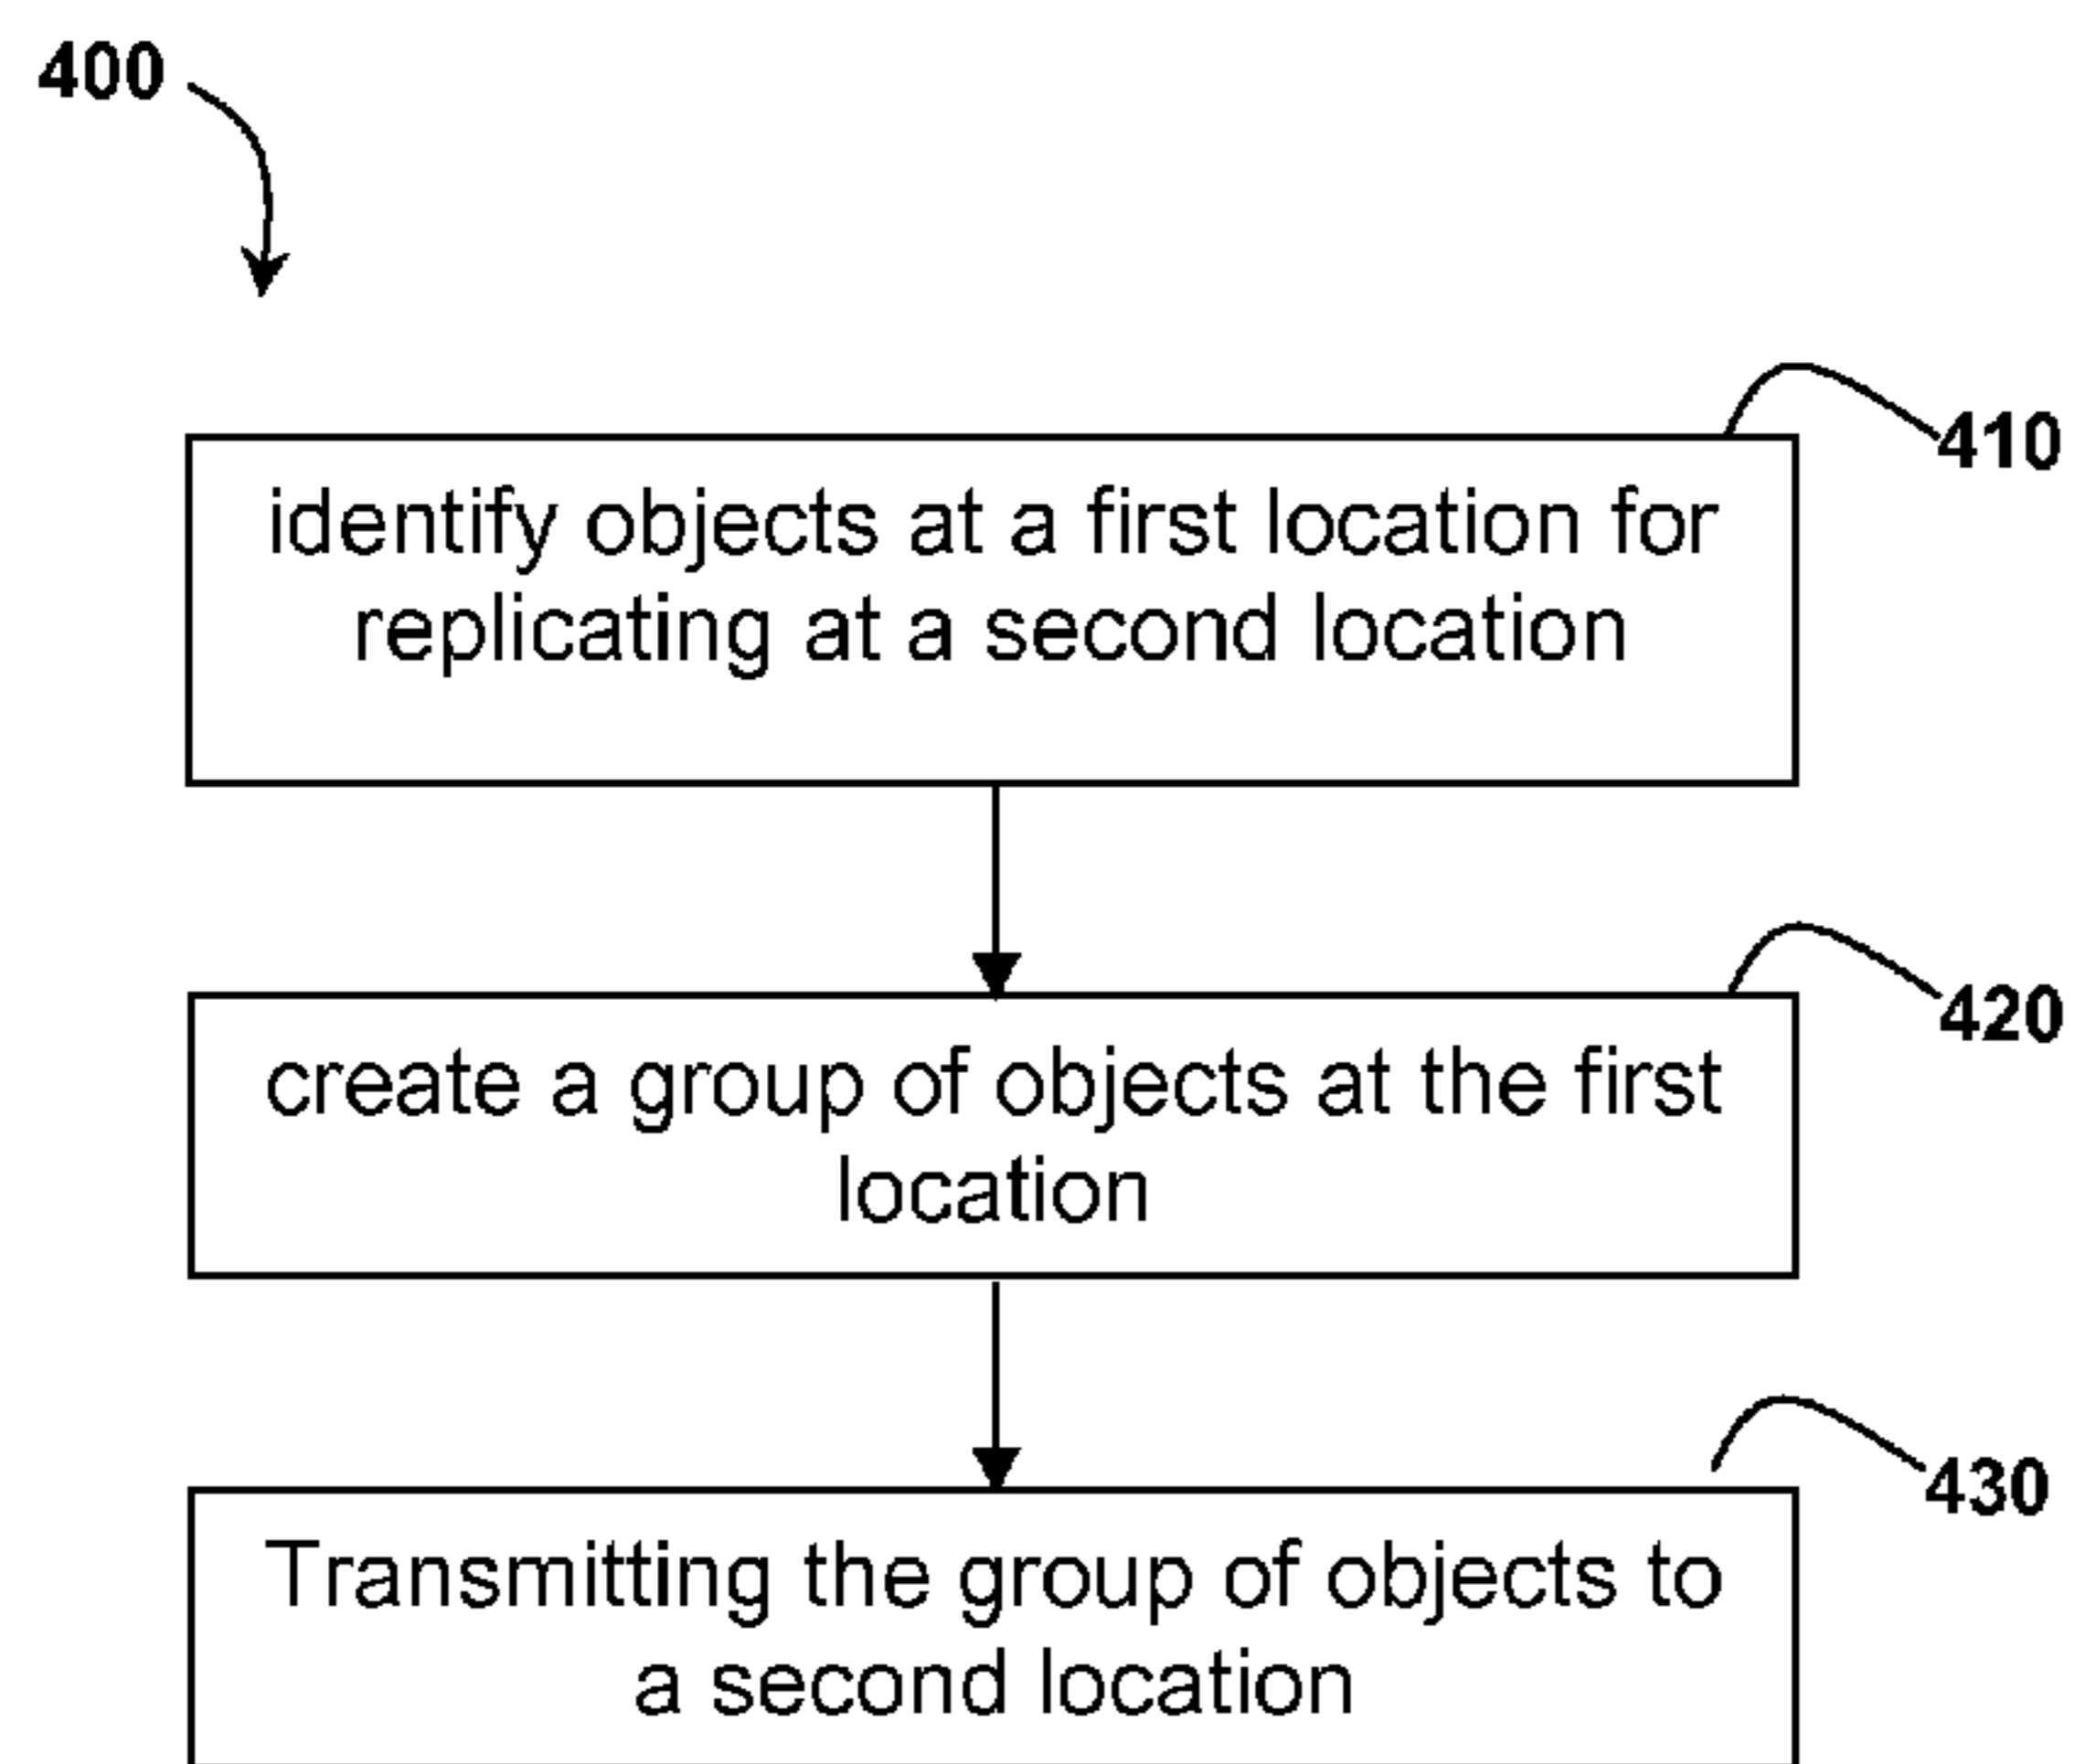 400
410
identify objects at a first location for
replicating at a second location
420
create a group of objects at the first
location
430
Transmitting the group of objects to
a second location